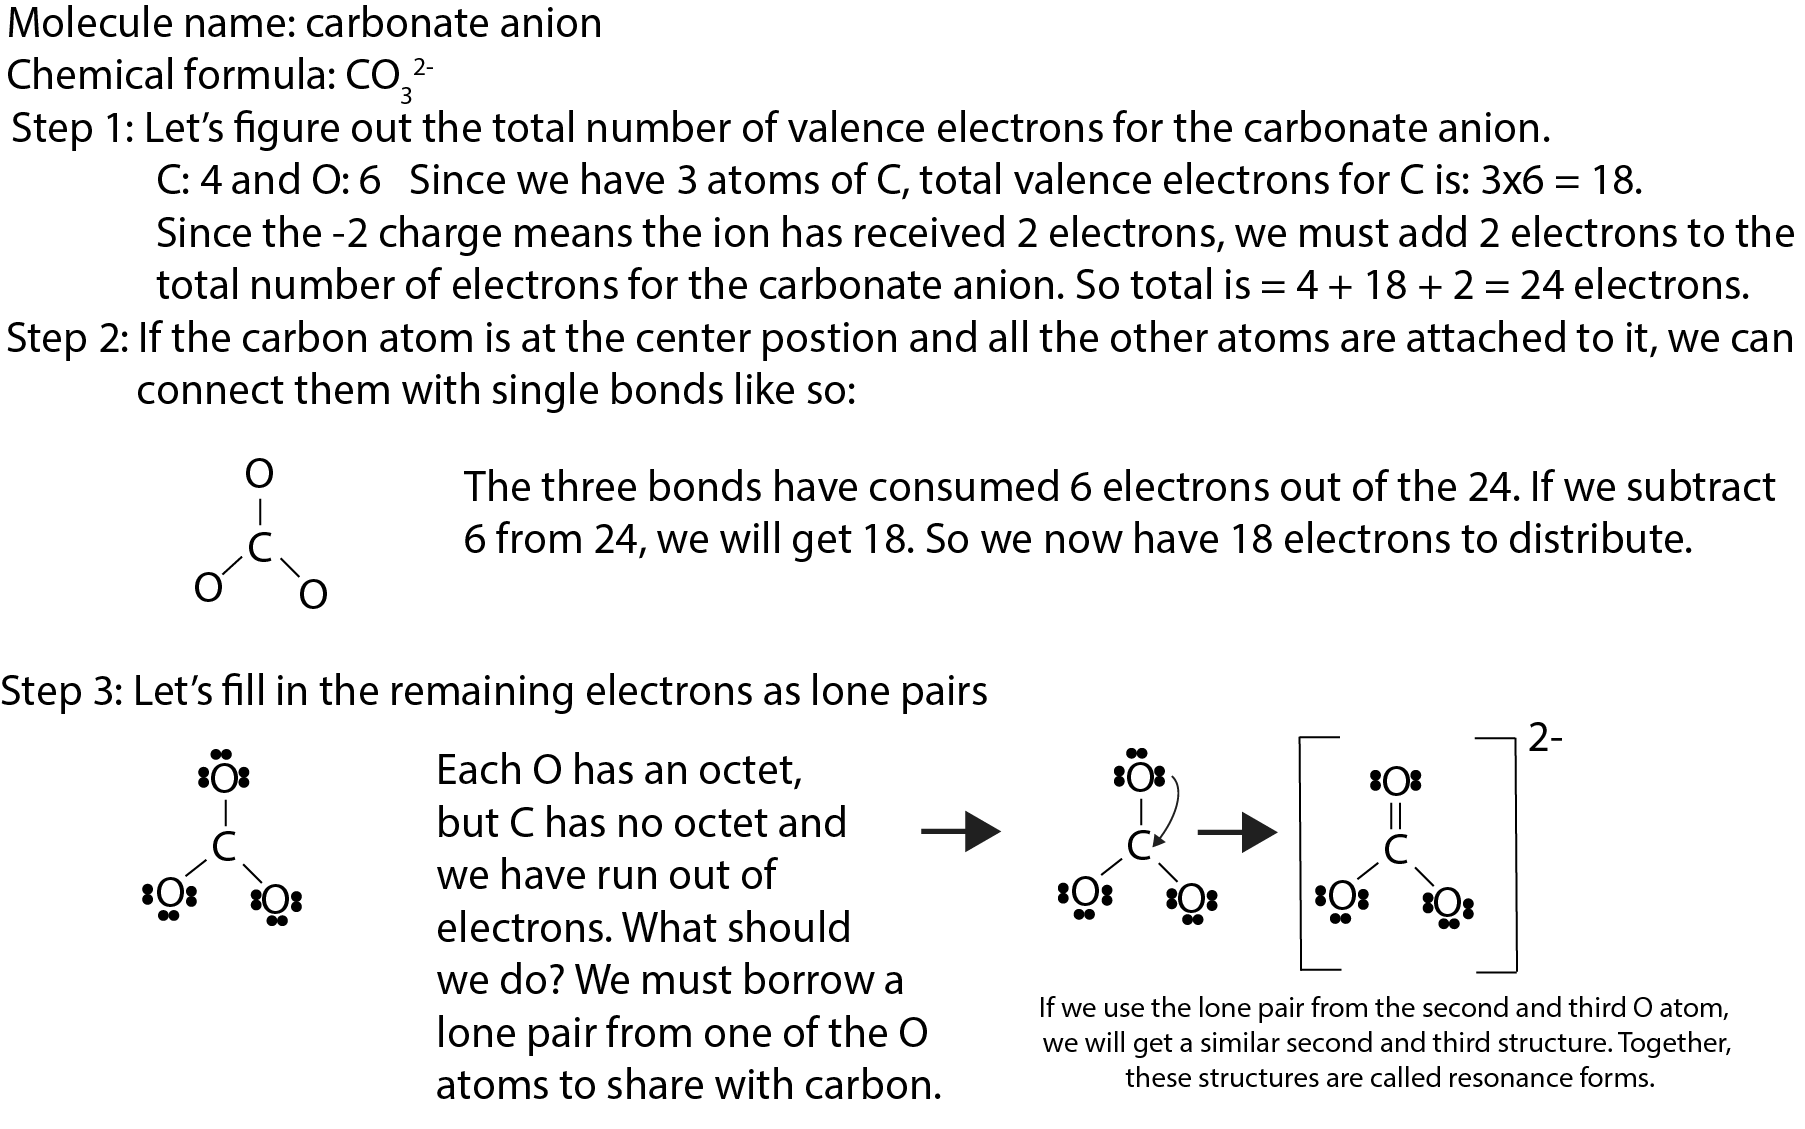 Molecule name: carbonate anion
Chemical formula: CO₃²⁻
Step 1: Let's figure out the total number of valence electrons for the carbonate anion.
C: 4 and O: 6 Since we have 3 atoms of C, total valence electrons for C is: 3x6 = 18.
Since the -2 charge means the ion has received 2 electrons, we must add 2 electrons to the
total number of electrons for the carbonate anion. So total is = 4 + 18 + 2 = 24 electrons.
Step 2: If the carbon atom is at the center postion and all the other atoms are attached to it, we can
connect them with single bonds like so:
O
C
O O
The three bonds have consumed 6 electrons out of the 24. If we subtract
6 from 24, we will get 18. So we now have 18 electrons to distribute.
Step 3: Let's fill in the remaining electrons as lone pairs
O
C
O O
Each O has an octet,
but C has no octet and
we have run out of
electrons. What should
we do? We must borrow a
lone pair from one of the O
atoms to share with carbon.
O
C
O O
2-
O
C
O O
If we use the lone pair from the second and third O atom,
we will get a similar second and third structure. Together,
these structures are called resonance forms.